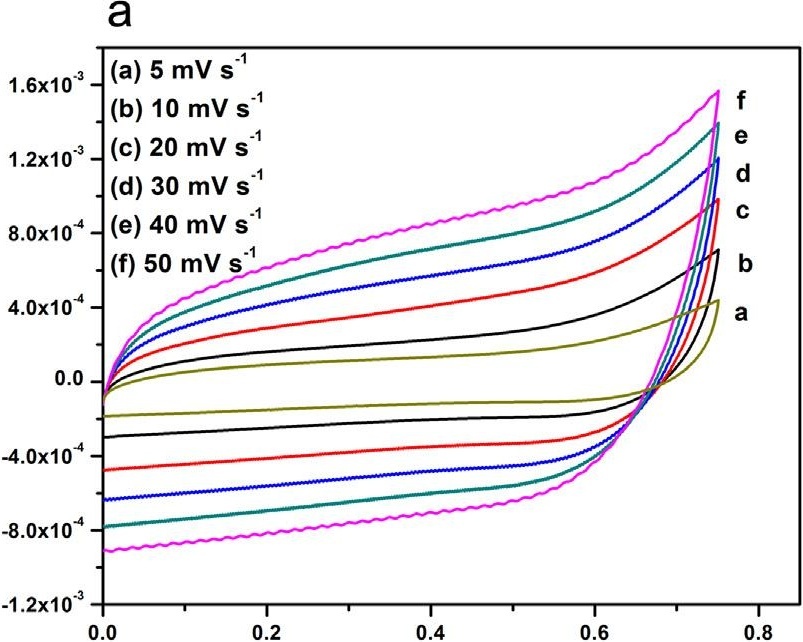 a
1.6x10⁻³
1.2x10⁻³
8.0x10⁻⁴
4.0x10⁻⁴
0.0
-4.0x10⁻⁴
-8.0x10⁻⁴
-1.2x10⁻³
(a) 5 mV s⁻¹
(b) 10 mV s⁻¹
(c) 20 mV s⁻¹
(d) 30 mV s⁻¹
(e) 40 mV s⁻¹
(f) 50 mV s⁻¹
f
e
d
c
b
a
0.0 0.2 0.4 0.6 0.8